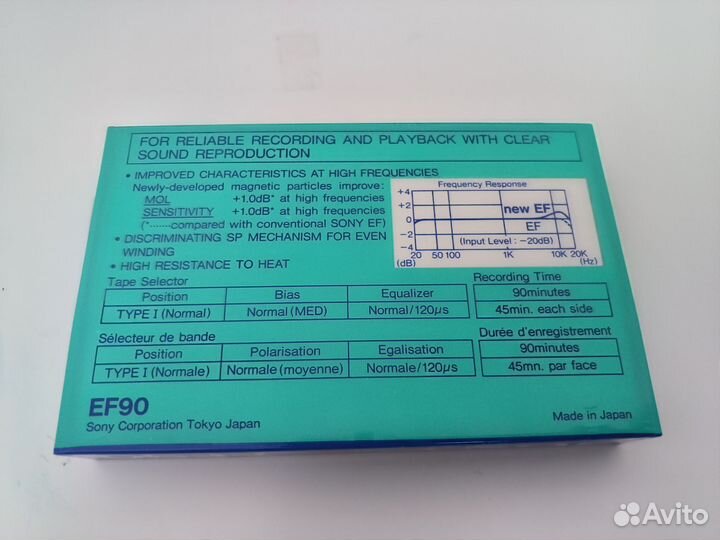 FOR RELIABLE RECORDING AND PLAYBACK WITH CLEAR
SOUND REPRODUCTION
• IMPROVED CHARACTERISTICS AT HIGH FREQUENCIES
Newly-developed magnetic particles improve:
MOL +1.0dB* at high frequencies
SENSITIVITY +1.0dB* at high frequencies
(*······compared with conventional SONY EF)
• DISCRIMINATING SP MECHANISM FOR EVEN
WINDING
• HIGH RESISTANCE TO HEAT
Frequency Response
+4
+2
0
-2
-4
(dB)
new EF
EF
(Input Level : -20dB)
20 50 100 1K 10K 20K
(Hz)
Tape Selector
Position Bias Equalizer
TYPE I (Normal) Normal (MED) Normal/120μs
Recording Time
90minutes
45min. each side
Sélecteur de bande
Position Polarisation Egalisation
TYPE I (Normale) Normale (moyenne) Normale/120μs
Durée d'enregistrement
90minutes
45mn. par face
EF90
Sony Corporation Tokyo Japan
Made in Japan
Avito